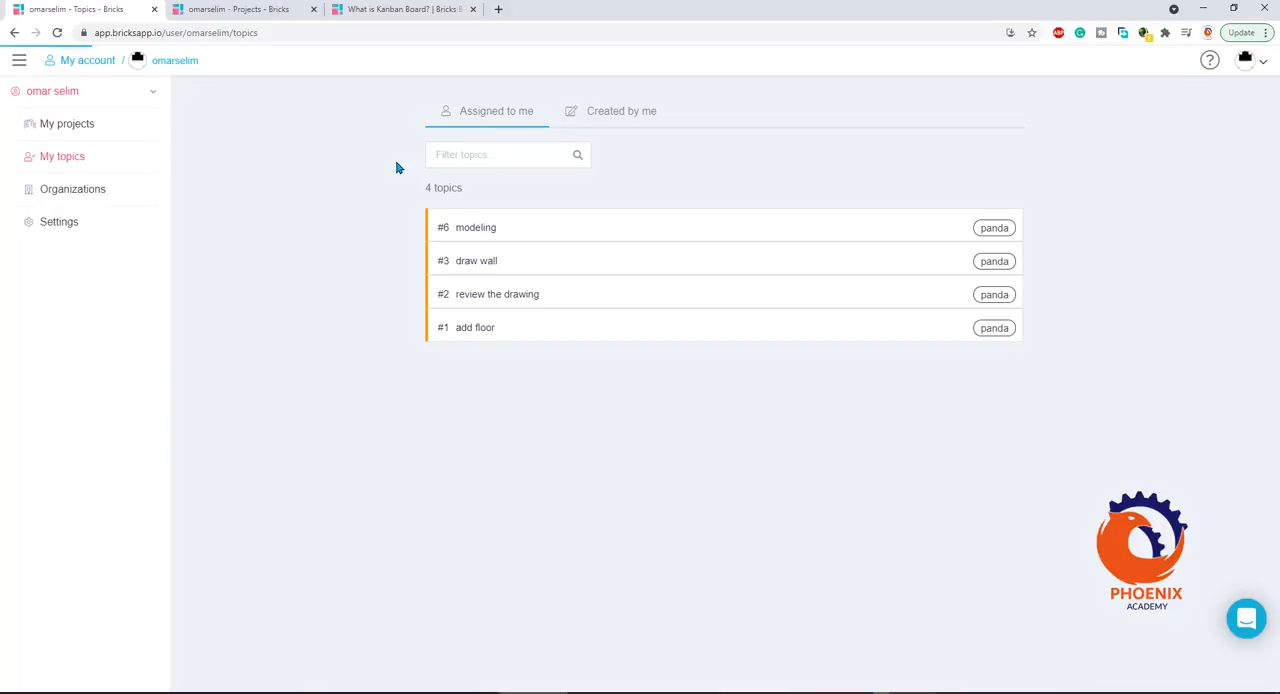 omarselim - Topics - Bricks
omarselim - Projects - Bricks
What is Kanban Board? | Bricks
app.bricksapp.io/user/omarselim/topics
ABP
Update
My account / omarselim
?
omar selim
My projects
My topics
Organizations
Settings
Assigned to me
Created by me
Filter topics...
4 topics
#6 modeling panda
#3 draw wall panda
#2 review the drawing panda
#1 add floor panda
PHOENIX
ACADEMY